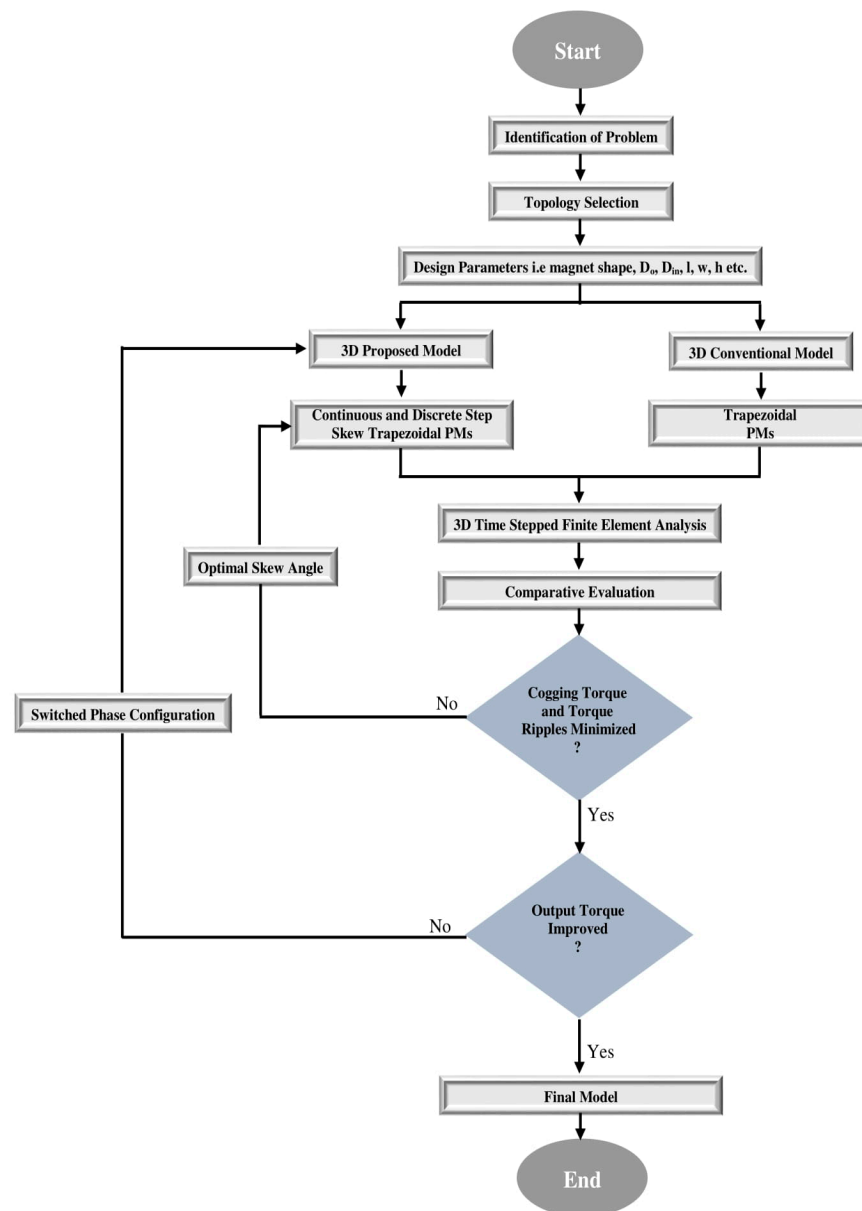 Start
Identification of Problem
Topology Selection
Design Parameters i.e magnet shape, Dₒ, Dᵢₙ, l, w, h etc.
3D Proposed Model
3D Conventional Model
Continuous and Discrete Step
Skew Trapezoidal PMs
Trapezoidal
PMs
3D Time Stepped Finite Element Analysis
Optimal Skew Angle
Comparative Evaluation
Cogging Torque
and Torque
Ripples Minimized
?
No
Switched Phase Configuration
Yes
Output Torque
Improved
?
No
Yes
Final Model
End